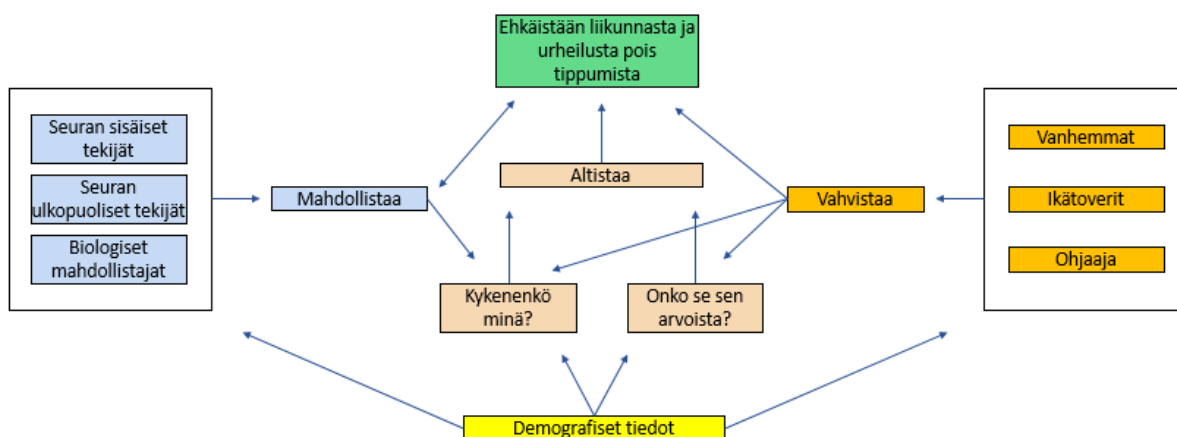 Ehkäistään liikunnasta ja
urheilusta pois
tippumista
Seuran sisäiset
tekijät
Seuran
ulkopuoliset tekijät
Biologiset
mahdollistajat
Mahdollistaa
Altistaa
Vahvistaa
Vanhemmat
Ikätoverit
Ohjaaja
Kykenenkö
minä?
Onko se sen
arvoista?
Demografiset tiedot